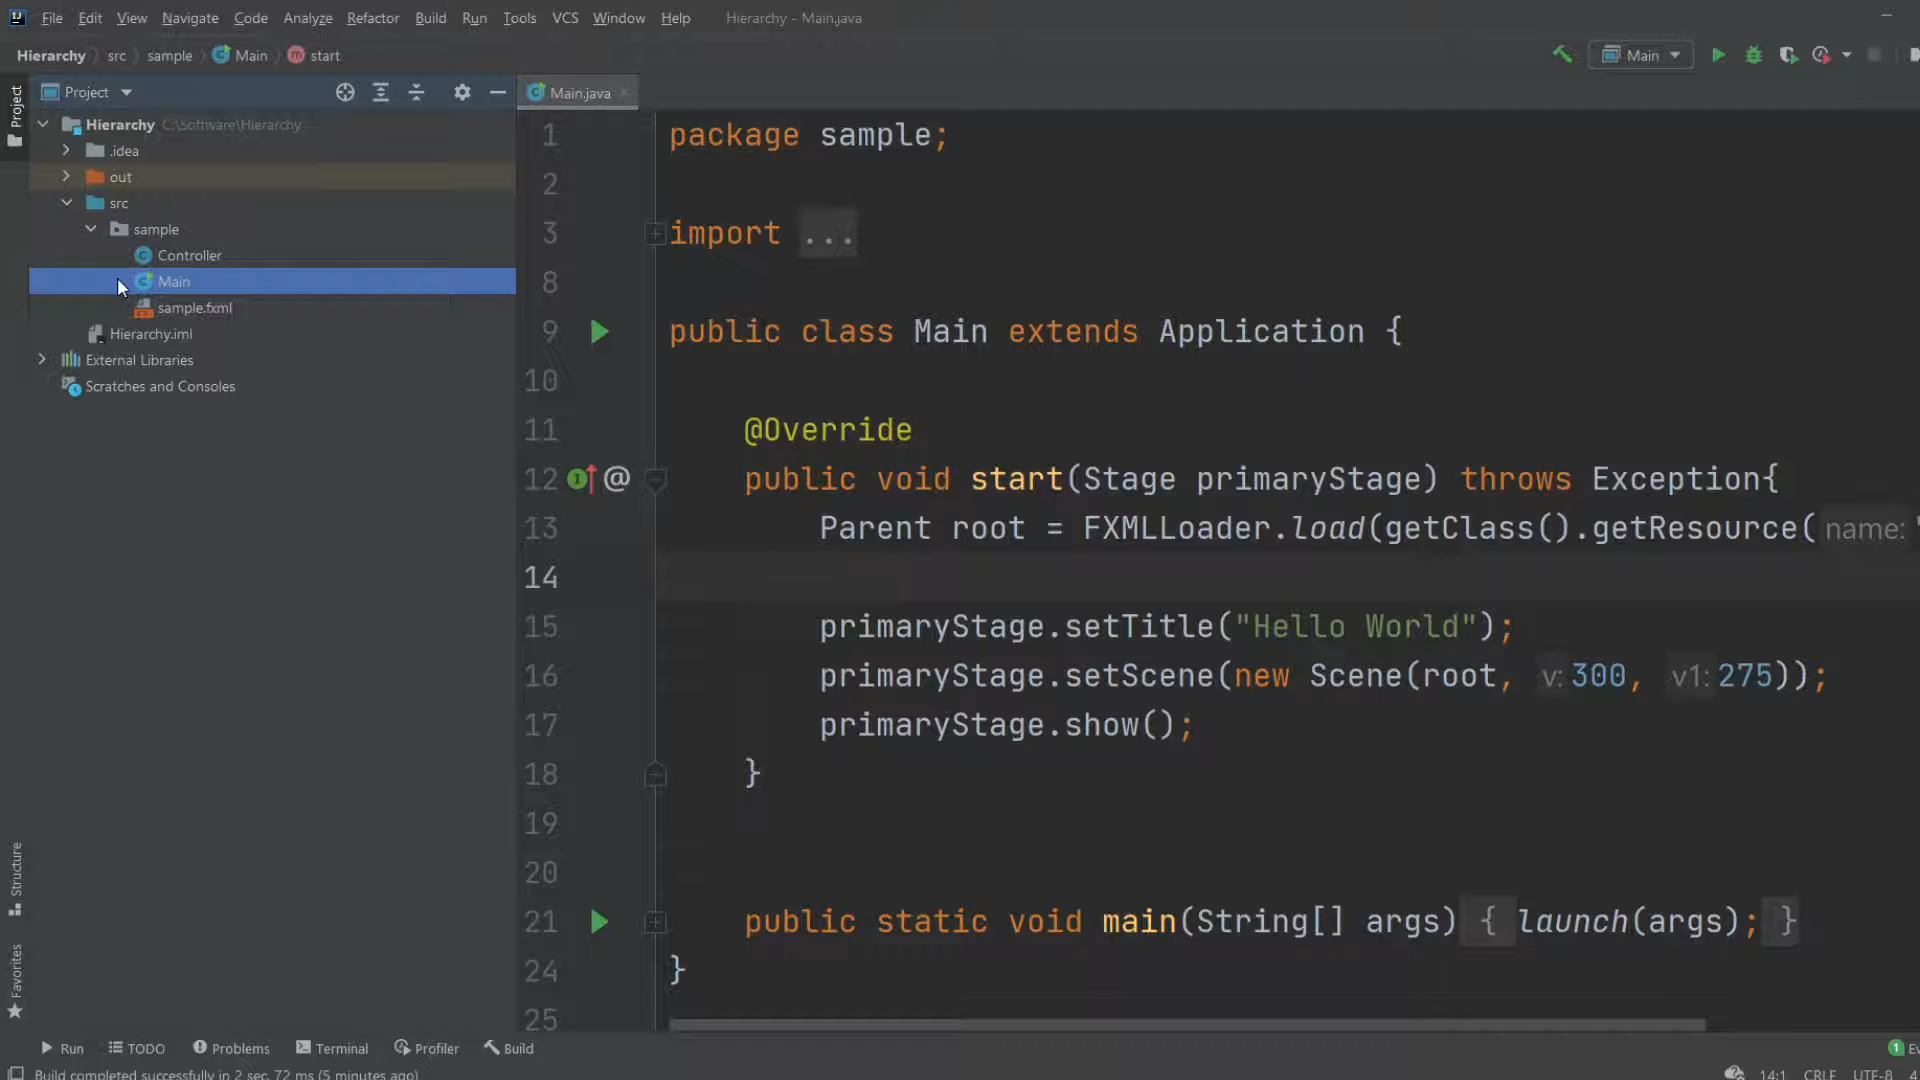 File Edit View Navigate Code Analyze Refactor Build Run Tools VCS Window Help Hierarchy - Main.java
Hierarchy src sample Main start
Main
Project
Project
Main.java
Hierarchy C:\Software\Hierarchy
.idea
out
src
sample
Controller
Main
sample.fxml
Hierarchy.iml
External Libraries
Scratches and Consoles
1 package sample;
2
3 import ...
8
9 public class Main extends Application {
10
11 @Override
12 @ public void start(Stage primaryStage) throws Exception{
13 Parent root = FXMLLoader.load(getClass().getResource( name: "
14
15 primaryStage.setTitle("Hello World");
16 primaryStage.setScene(new Scene(root, v: 300, v1: 275));
17 primaryStage.show();
18 }
19
20
21 public static void main(String[] args) { launch(args); }
24 }
25
Structure
Favorites
Run TODO Problems Terminal Profiler Build
1 Ev
Build completed successfully in 2 sec, 72 ms (5 minutes ago)
14:1 CRLF UTF-8 4